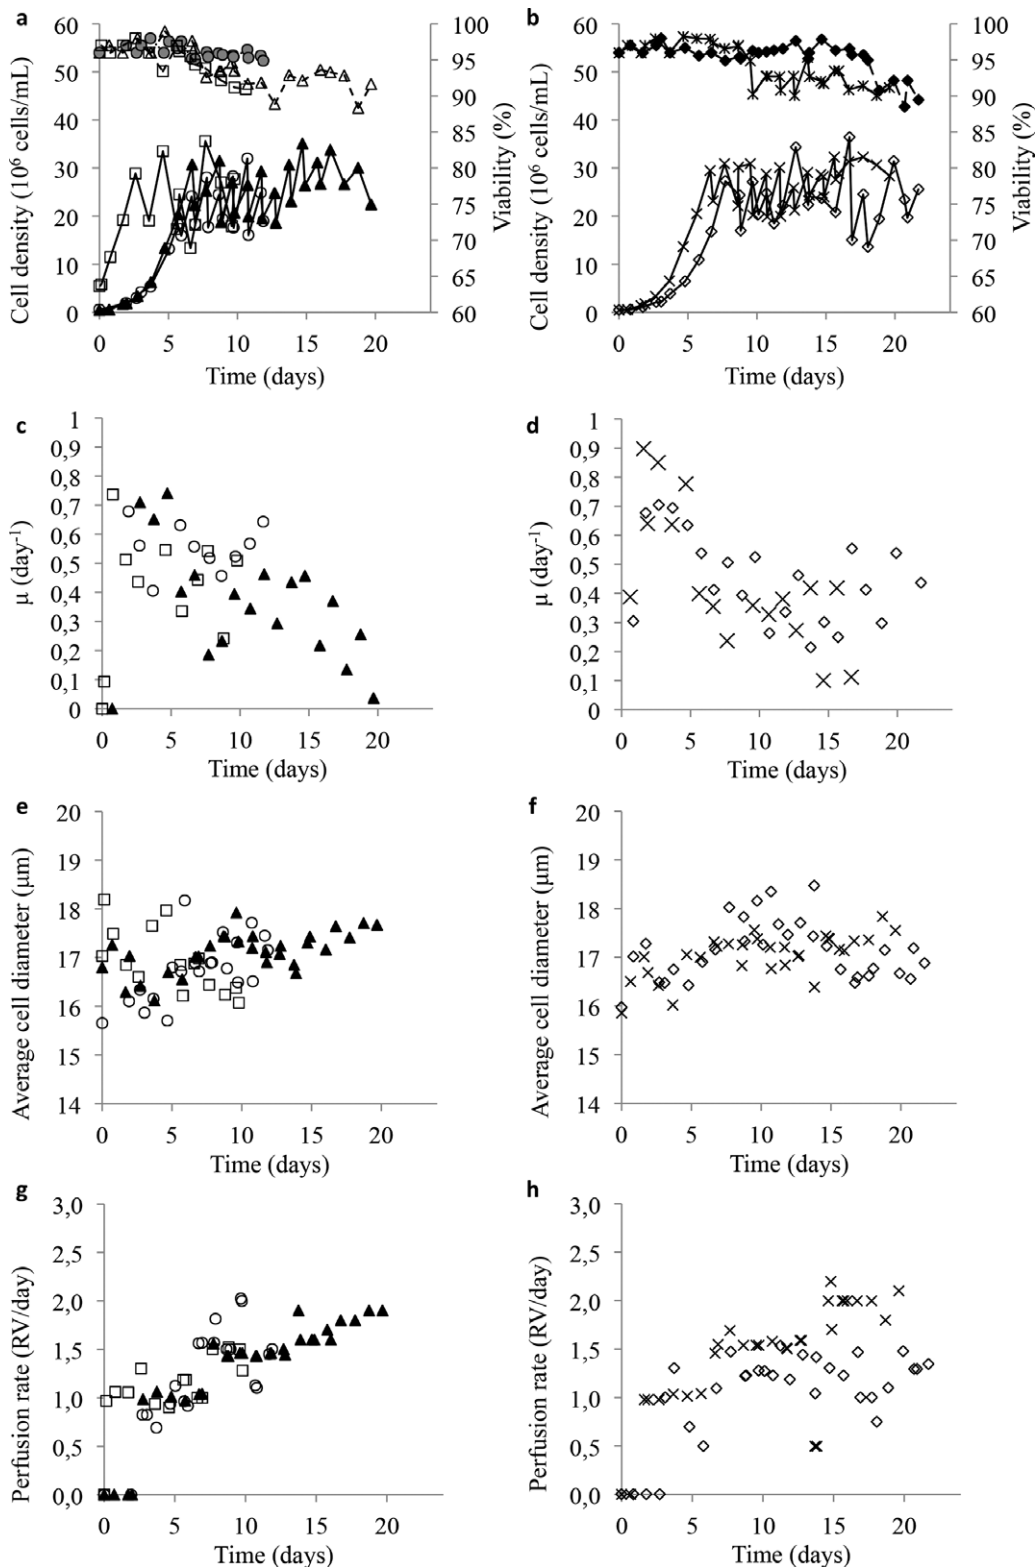 a
60
50
40
30
20
10
0
Cell density (10⁶ cells/mL)
100
95
90
85
80
75
70
65
60
Viability (%)
0 5 10 15 20
Time (days)
b
60
50
40
30
20
10
0
Cell density (10⁶ cells/mL)
100
95
90
85
80
75
70
65
60
Viability (%)
0 5 10 15 20
Time (days)
c
1
0,9
0,8
0,7
0,6
0,5
0,4
0,3
0,2
0,1
0
μ (day⁻¹)
0 5 10 15 20
Time (days)
d
1
0,9
0,8
0,7
0,6
0,5
0,4
0,3
0,2
0,1
0
μ (day⁻¹)
0 5 10 15 20
Time (days)
e
20
19
18
17
16
15
14
Average cell diameter (μm)
0 5 10 15 20
Time (days)
f
20
19
18
17
16
15
14
Average cell diameter (μm)
0 5 10 15 20
Time (days)
g
3,0
2,5
2,0
1,5
1,0
0,5
0,0
Perfusion rate (RV/day)
0 5 10 15 20
Time (days)
h
3,0
2,5
2,0
1,5
1,0
0,5
0,0
Perfusion rate (RV/day)
0 5 10 15 20
Time (days)